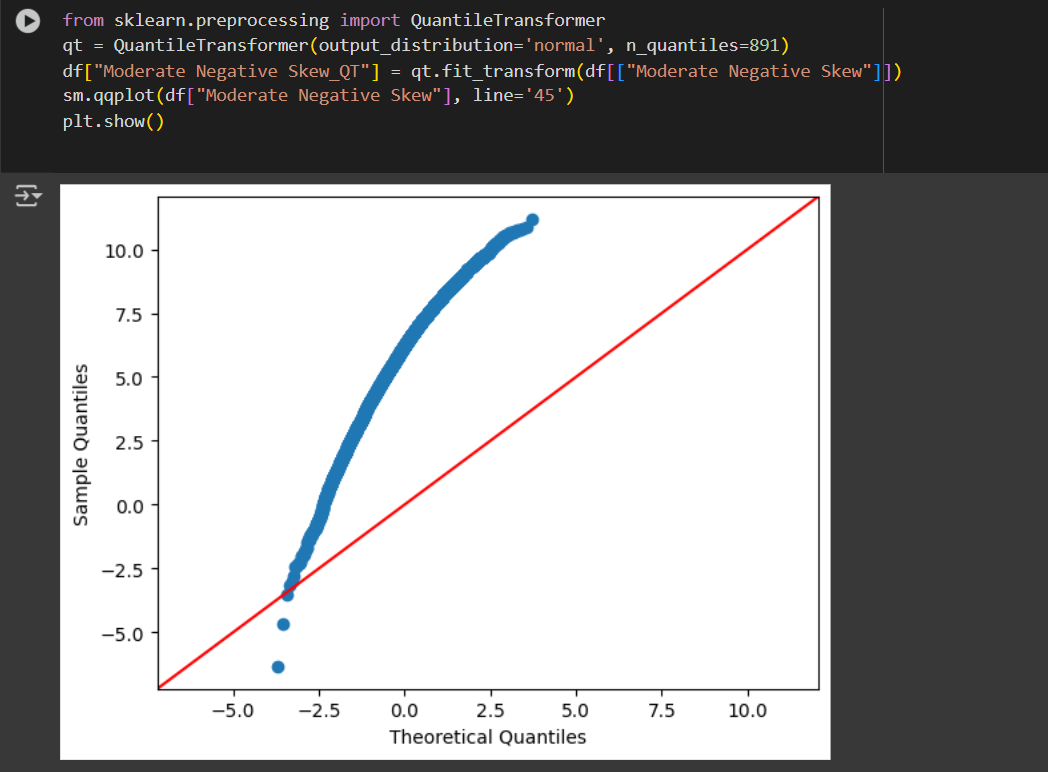 from sklearn.preprocessing import QuantileTransformer
qt = QuantileTransformer(output_distribution='normal', n_quantiles=891)
df["Moderate Negative Skew_QT"] = qt.fit_transform(df[["Moderate Negative Skew"]])
sm.qqplot(df["Moderate Negative Skew"], line='45')
plt.show()
10.0
7.5
5.0
2.5
0.0
−2.5
−5.0
Sample Quantiles
−5.0 −2.5 0.0 2.5 5.0 7.5 10.0
Theoretical Quantiles